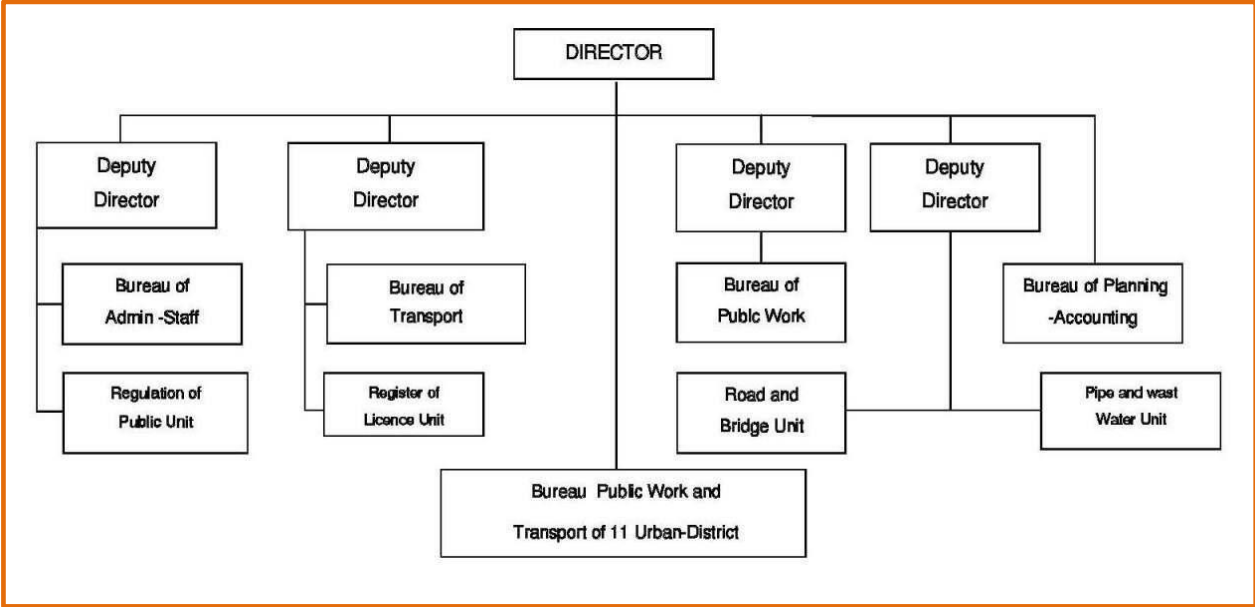 DIRECTOR
Deputy
Director
Deputy
Director
Deputy
Director
Deputy
Director
Bureau of
Admin -Staff
Bureau of
Transport
Bureau of
Publc Work
Bureau of Planning
-Accounting
Regulation of
Public Unit
Register of
Licence Unit
Road and
Bridge Unit
Pipe and wast
Water Unit
Bureau Public Work and
Transport of 11 Urban-District